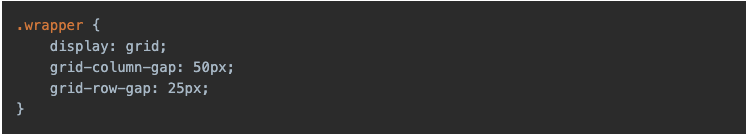 .wrapper {
    display: grid;
    grid-column-gap: 50px;
    grid-row-gap: 25px;
}